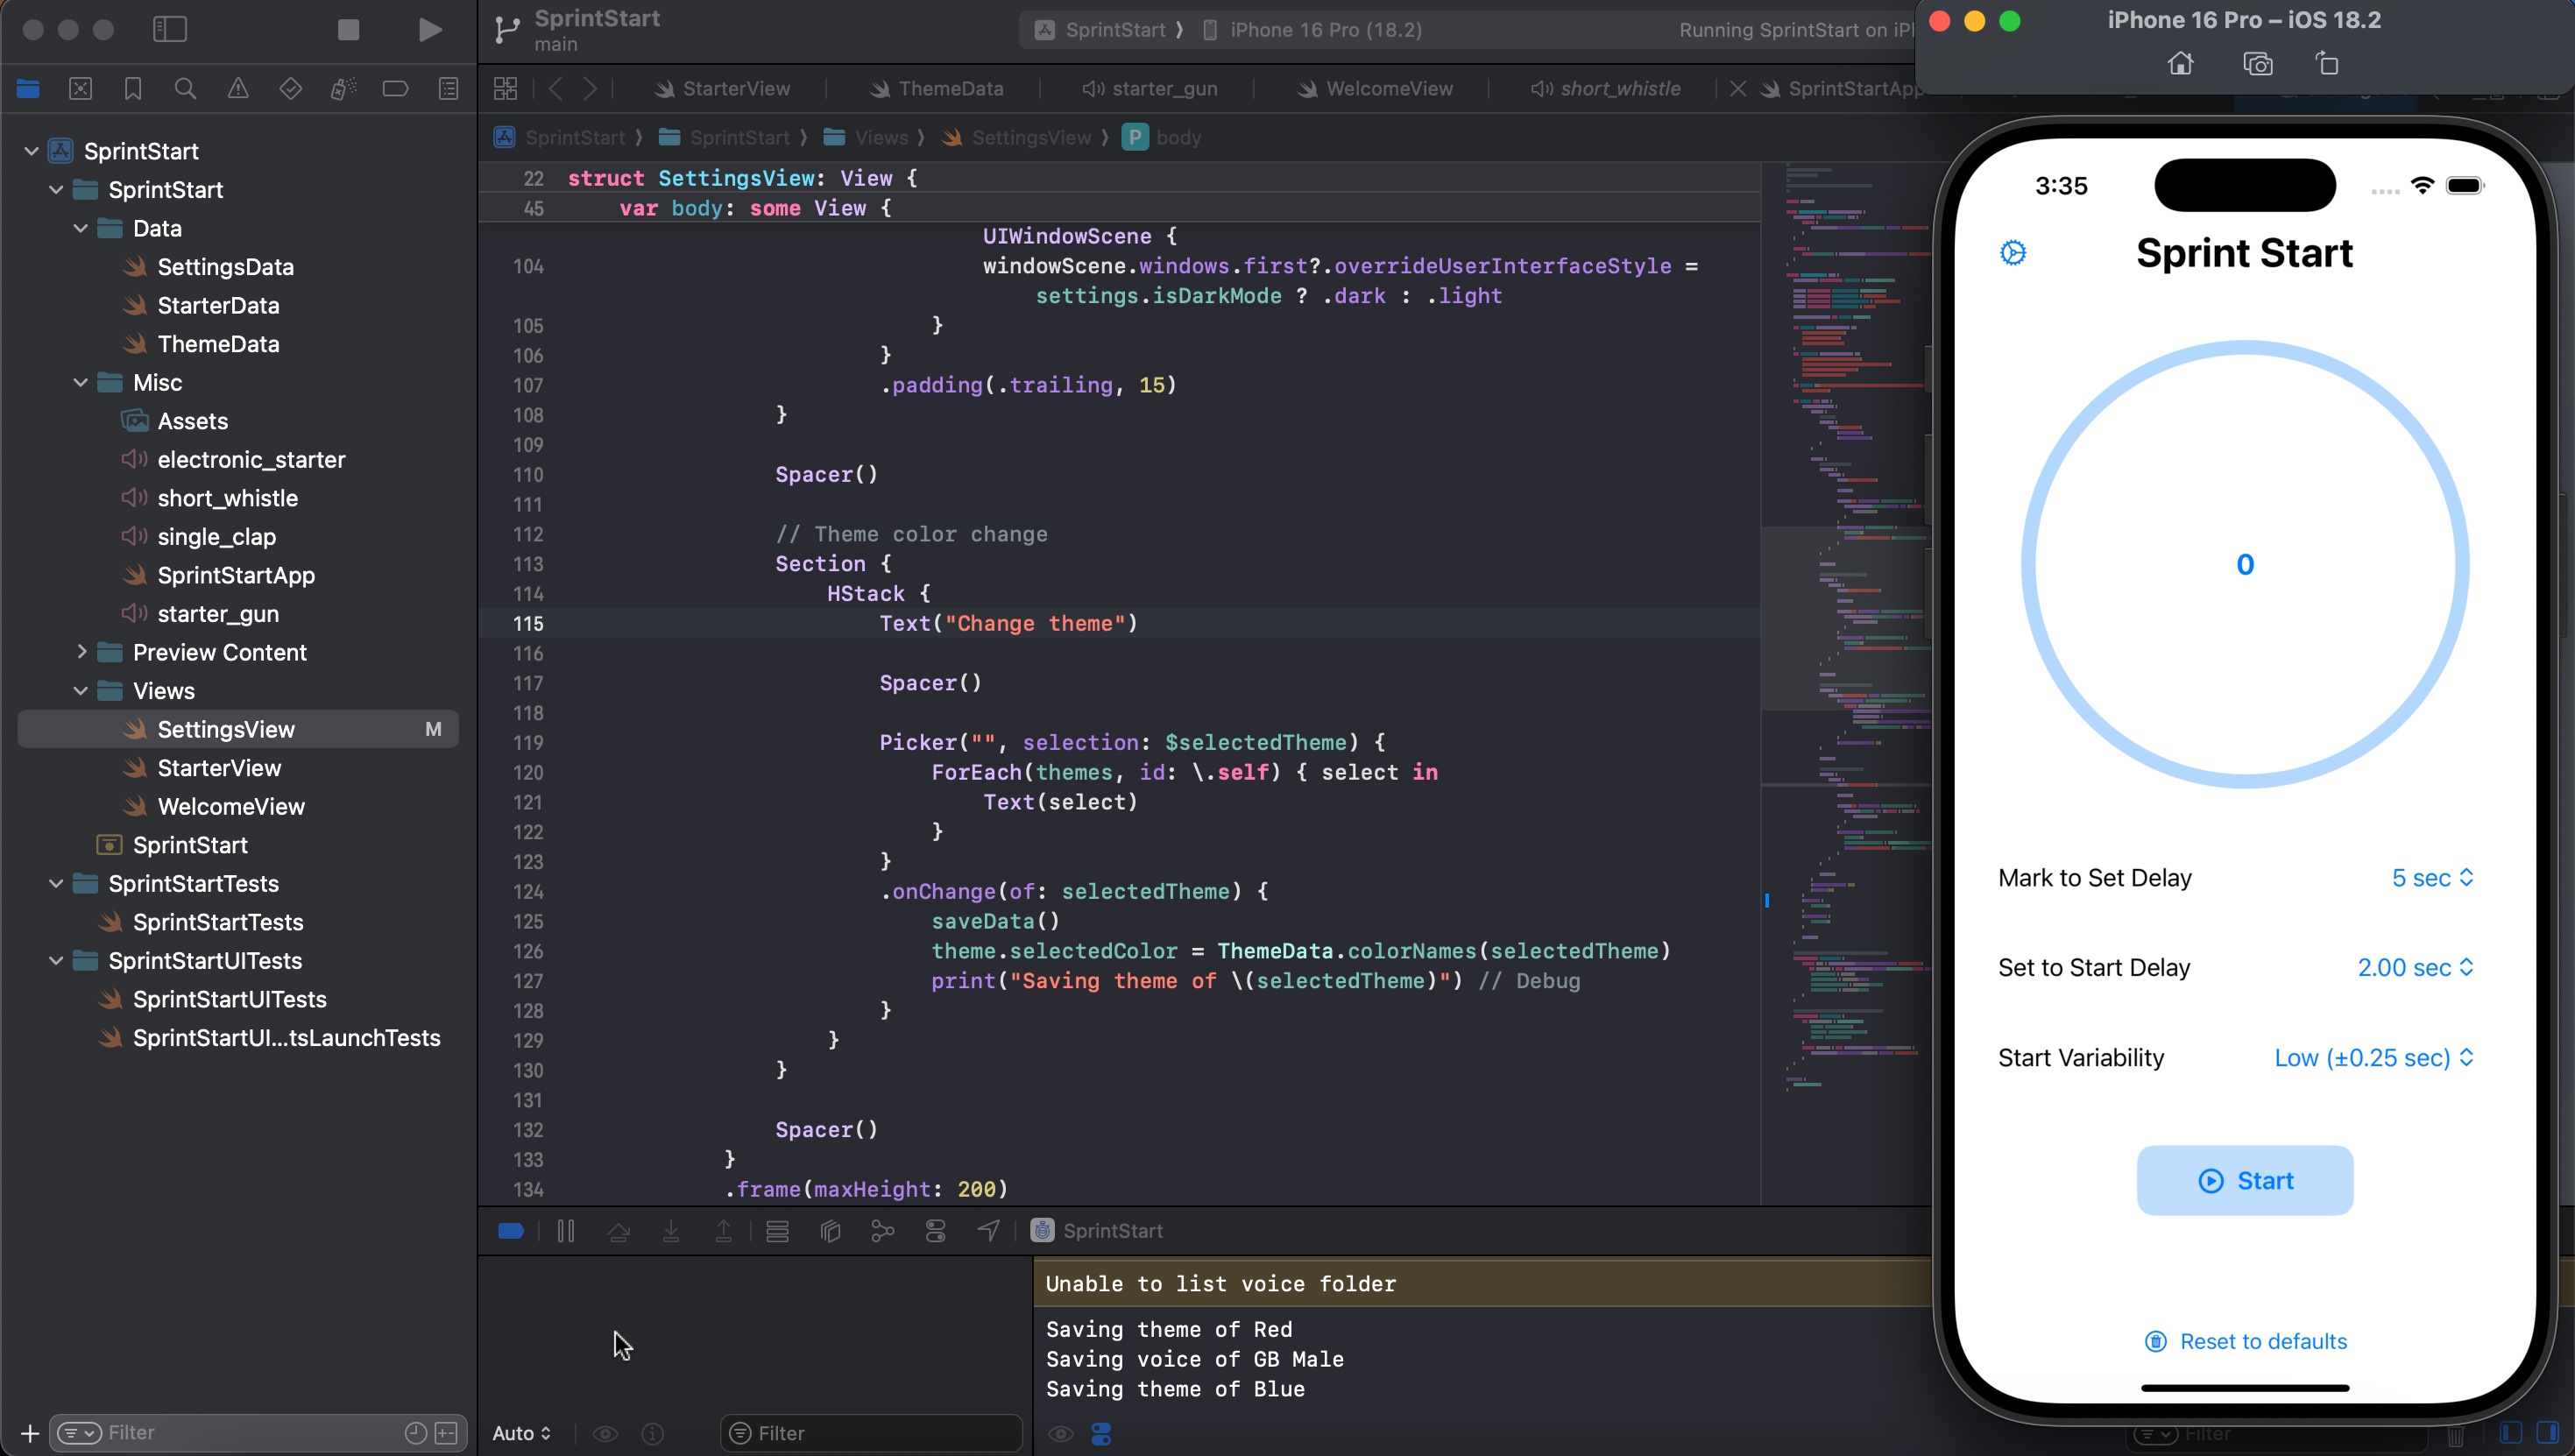 SprintStart
main
SprintStart ⟩ iPhone 16 Pro (18.2)
Running SprintStart on iP
StarterView
ThemeData
starter_gun
WelcomeView
short_whistle
SprintStartApp
SprintStart ⟩ SprintStart ⟩ Views ⟩ SettingsView ⟩ P body
SprintStart
SprintStart
Data
SettingsData
StarterData
ThemeData
Misc
Assets
electronic_starter
short_whistle
single_clap
SprintStartApp
starter_gun
Preview Content
Views
SettingsView M
StarterView
WelcomeView
SprintStart
SprintStartTests
SprintStartTests
SprintStartUITests
SprintStartUITests
SprintStartUI...tsLaunchTests
Filter
22 struct SettingsView: View {
45 var body: some View {
UIWindowScene {
104 windowScene.windows.first?.overrideUserInterfaceStyle =
settings.isDarkMode ? .dark : .light
105 }
106 }
107 .padding(.trailing, 15)
108 }
109
110 Spacer()
111
112 // Theme color change
113 Section {
114 HStack {
115 Text("Change theme")
116
117 Spacer()
118
119 Picker("", selection: $selectedTheme) {
120 ForEach(themes, id: \.self) { select in
121 Text(select)
122 }
123 }
124 .onChange(of: selectedTheme) {
125 saveData()
126 theme.selectedColor = ThemeData.colorNames(selectedTheme)
127 print("Saving theme of \(selectedTheme)") // Debug
128 }
129 }
130 }
131
132 Spacer()
133 }
134 .frame(maxHeight: 200)
SprintStart
Unable to list voice folder
Saving theme of Red
Saving voice of GB Male
Saving theme of Blue
Auto
Filter
Filter
iPhone 16 Pro – iOS 18.2
3:35
Sprint Start
0
Mark to Set Delay 5 sec
Set to Start Delay 2.00 sec
Start Variability Low (±0.25 sec)
Start
Reset to defaults